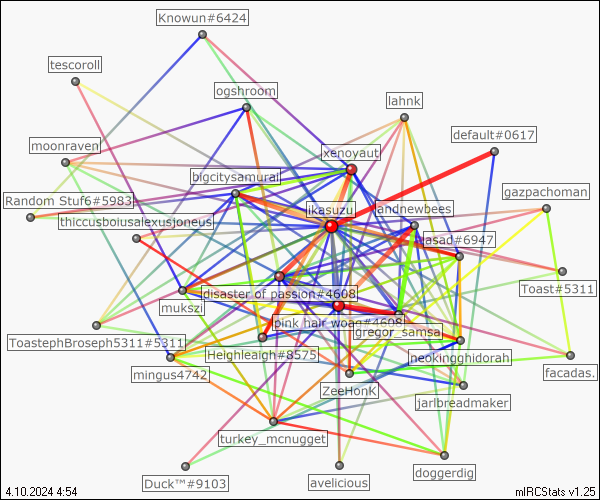 Knowun#6424
tescoroll
ogshroom
lahnk
default#0617
moonraven
xenoyaut
bigcitysamurai
gazpachoman
Random Stuf6#5983
ikasuzu
andnewbees
thiccusboiusalexusjoneus
jasad#6947
Toast#5311
disaster of passion#4608
mukszi
pink hair woag#4608
gregor_samsa
ToastephBroseph5311#5311
Heighleaigh#8575
neokingghidorah
mingus4742
facadas.
ZeeHonk
jarlbreadmaker
turkey_mcnugget
doggerdig
Duck™#9103
avelicious
4.10.2024 4:54
mIRCStats v1.25